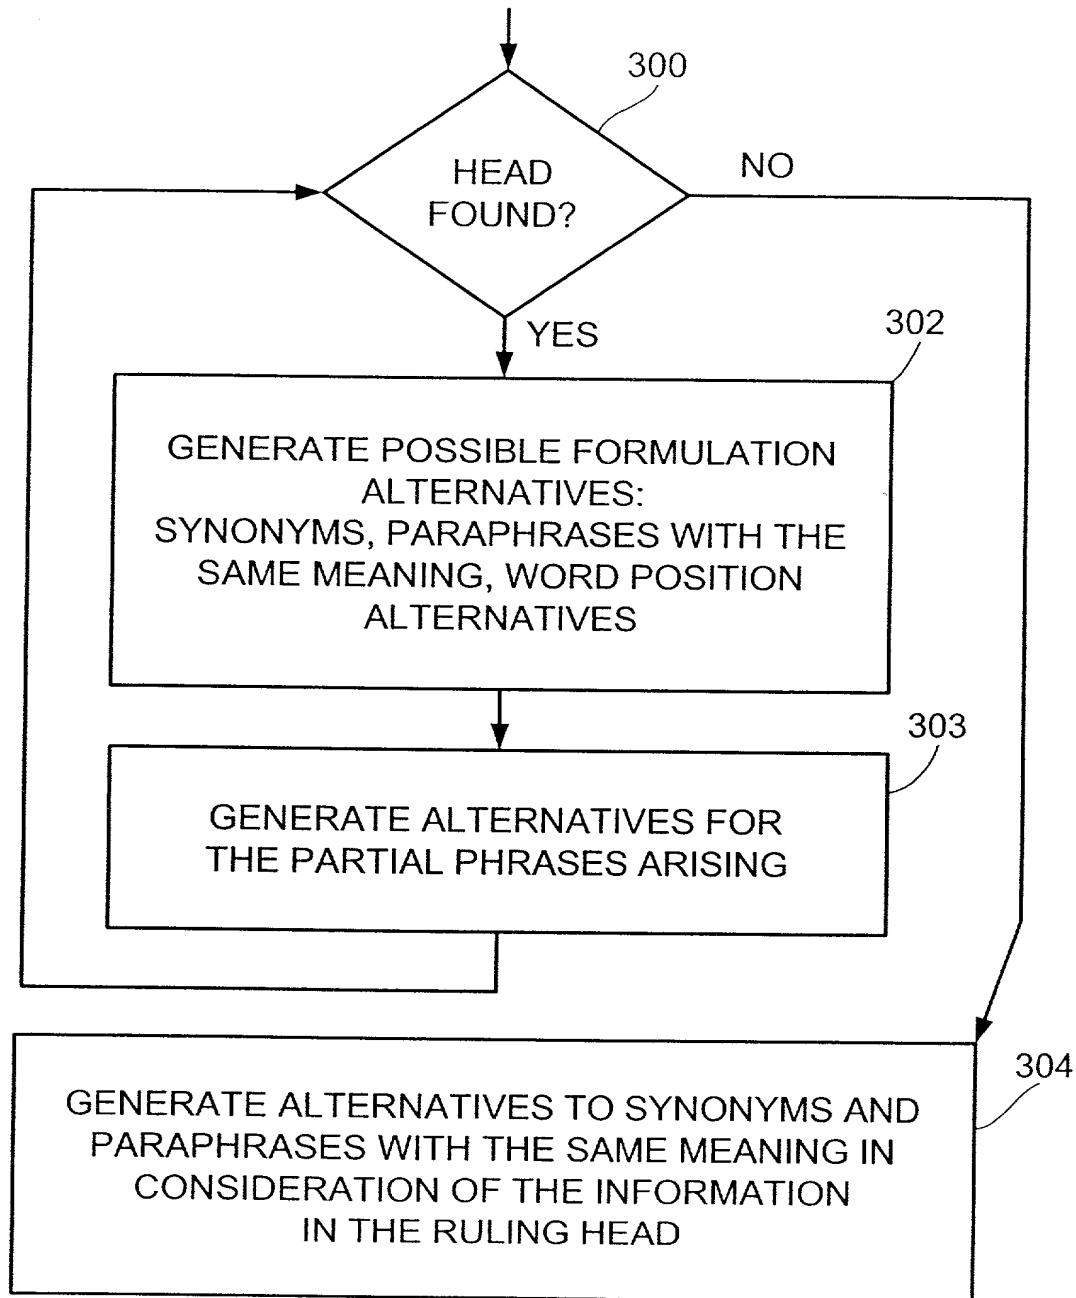 300
HEAD
FOUND?
NO
YES
302
GENERATE POSSIBLE FORMULATION
ALTERNATIVES:
SYNONYMS, PARAPHRASES WITH THE
SAME MEANING, WORD POSITION
ALTERNATIVES
303
GENERATE ALTERNATIVES FOR
THE PARTIAL PHRASES ARISING
304
GENERATE ALTERNATIVES TO SYNONYMS AND
PARAPHRASES WITH THE SAME MEANING IN
CONSIDERATION OF THE INFORMATION
IN THE RULING HEAD